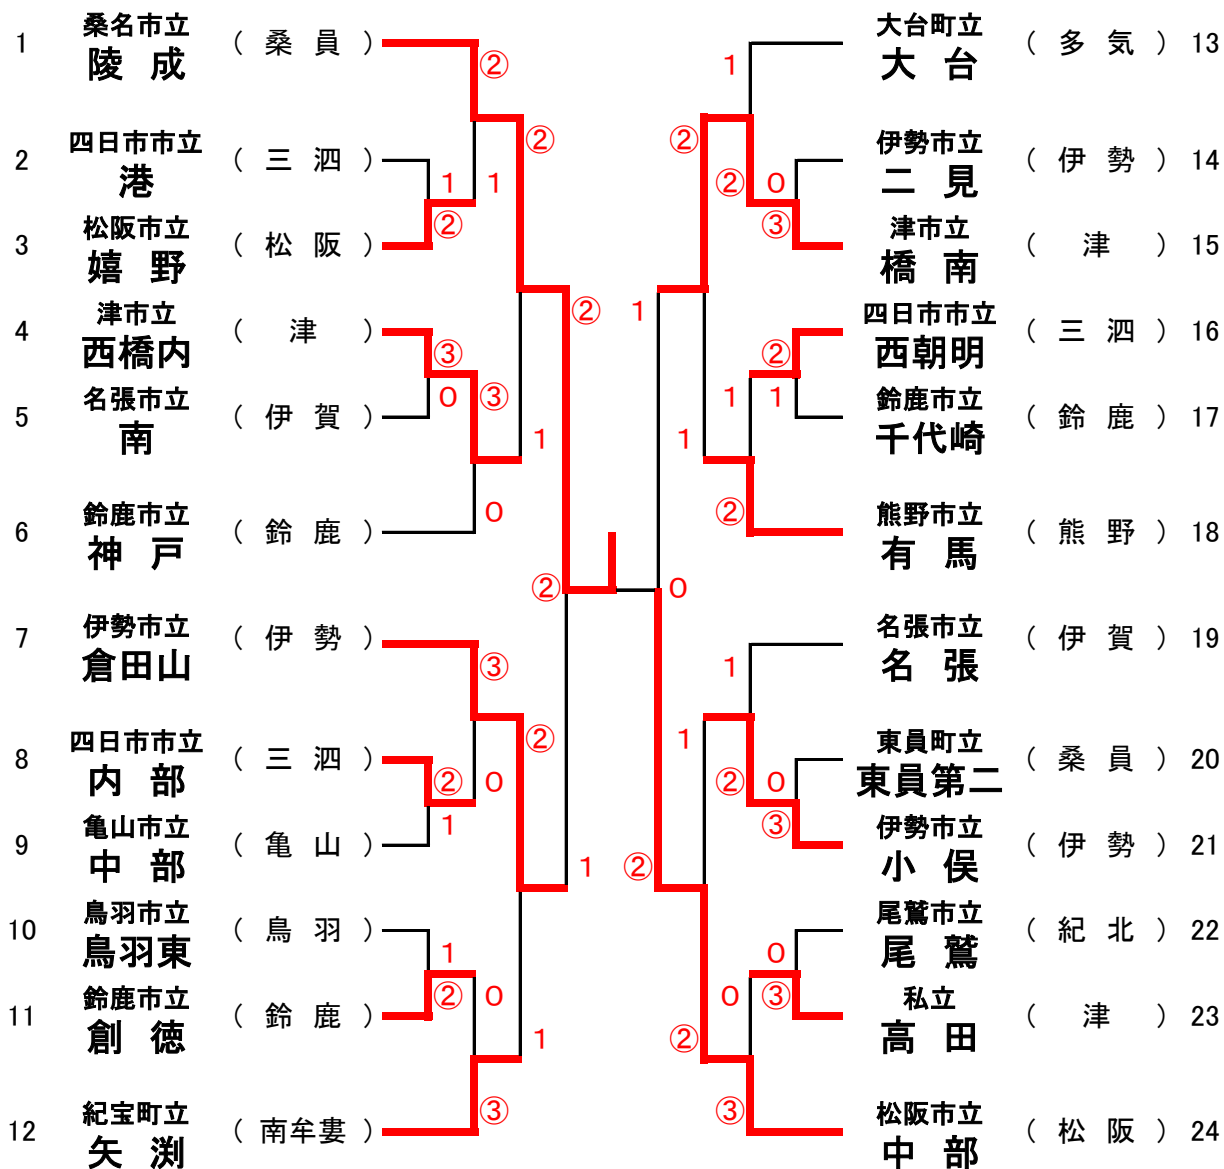 1 桑名市立 陵 成 ( 桑 員 )
2 四日市市立 港 ( 三 泗 )
3 松阪市立 嬉 野 ( 松 阪 )
4 津市立 西橋内 ( 津 )
5 名張市立 南 ( 伊 賀 )
6 鈴鹿市立 神 戸 ( 鈴 鹿 )
7 伊勢市立 倉田山 ( 伊 勢 )
8 四日市市立 内 部 ( 三 泗 )
9 亀山市立 中 部 ( 亀 山 )
10 鳥羽市立 鳥羽東 ( 鳥 羽 )
11 鈴鹿市立 創 徳 ( 鈴 鹿 )
12 紀宝町立 矢 渕 ( 南牟婁 )
②
②
1
1
②
③
0
③
1
0
②
②
③
②
②
0
1
1
1
②
0
1
③
1
②
②
0
③
1
②
1
1
1
②
0
1
1
②
0
③
②
0
0
③
②
③
大台町立 大 台 ( 多 気 ) 13
伊勢市立 二 見 ( 伊 勢 ) 14
津市立 橋 南 ( 津 ) 15
四日市市立 西朝明 ( 三 泗 ) 16
鈴鹿市立 千代崎 ( 鈴 鹿 ) 17
熊野市立 有 馬 ( 熊 野 ) 18
名張市立 名 張 ( 伊 賀 ) 19
東員町立 東員第二 ( 桑 員 ) 20
伊勢市立 小 俣 ( 伊 勢 ) 21
尾鷲市立 尾 鷲 ( 紀 北 ) 22
私立 高 田 ( 津 ) 23
松阪市立 中 部 ( 松 阪 ) 24